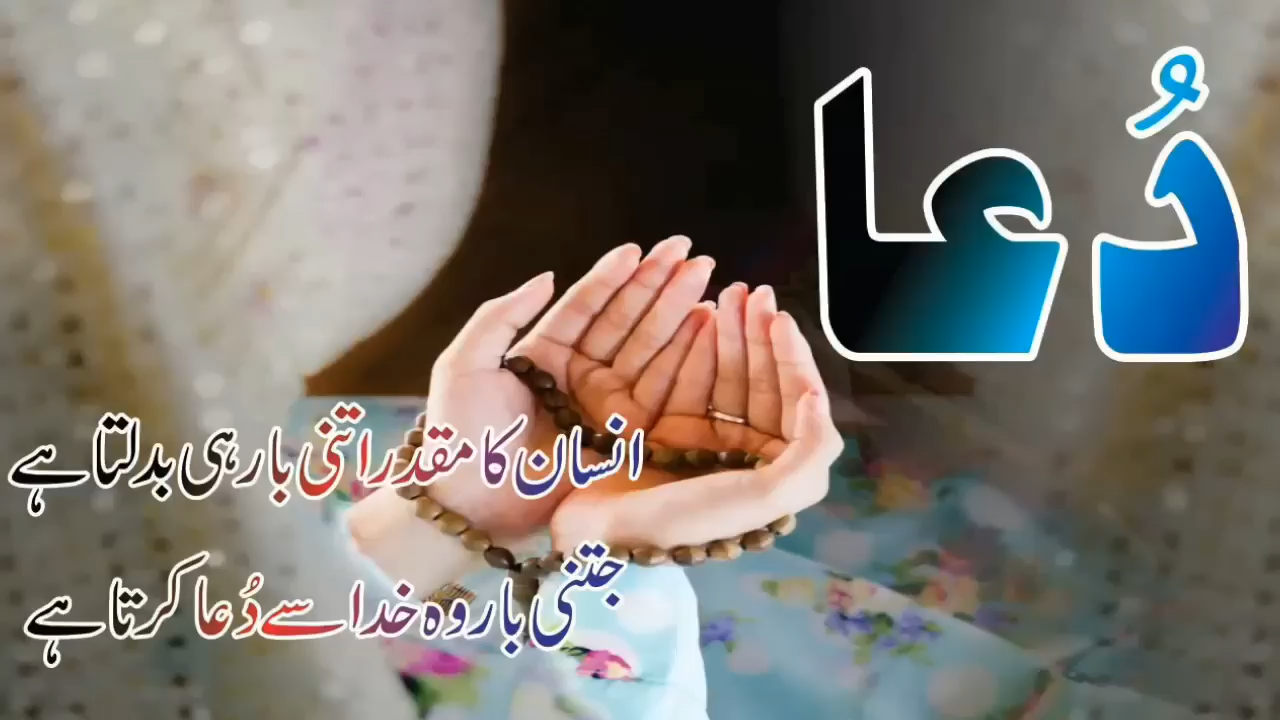 دُعا
انسان کا مقدر اتنی بار ہی بدلتا ہے
جتنی بار وہ خدا سے دُعا کرتا ہے